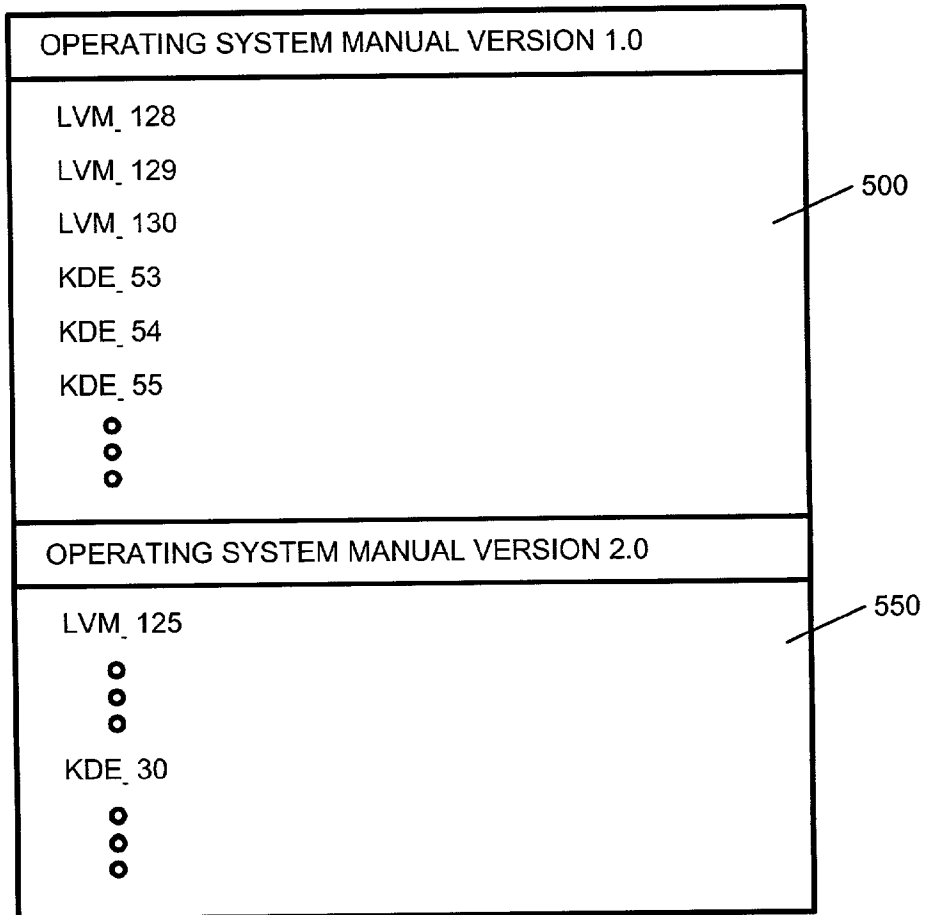 OPERATING SYSTEM MANUAL VERSION 1.0
LVM_128
LVM_129
LVM_130
500
KDE_53
KDE_54
KDE_55
OPERATING SYSTEM MANUAL VERSION 2.0
LVM_125
550
KDE_30